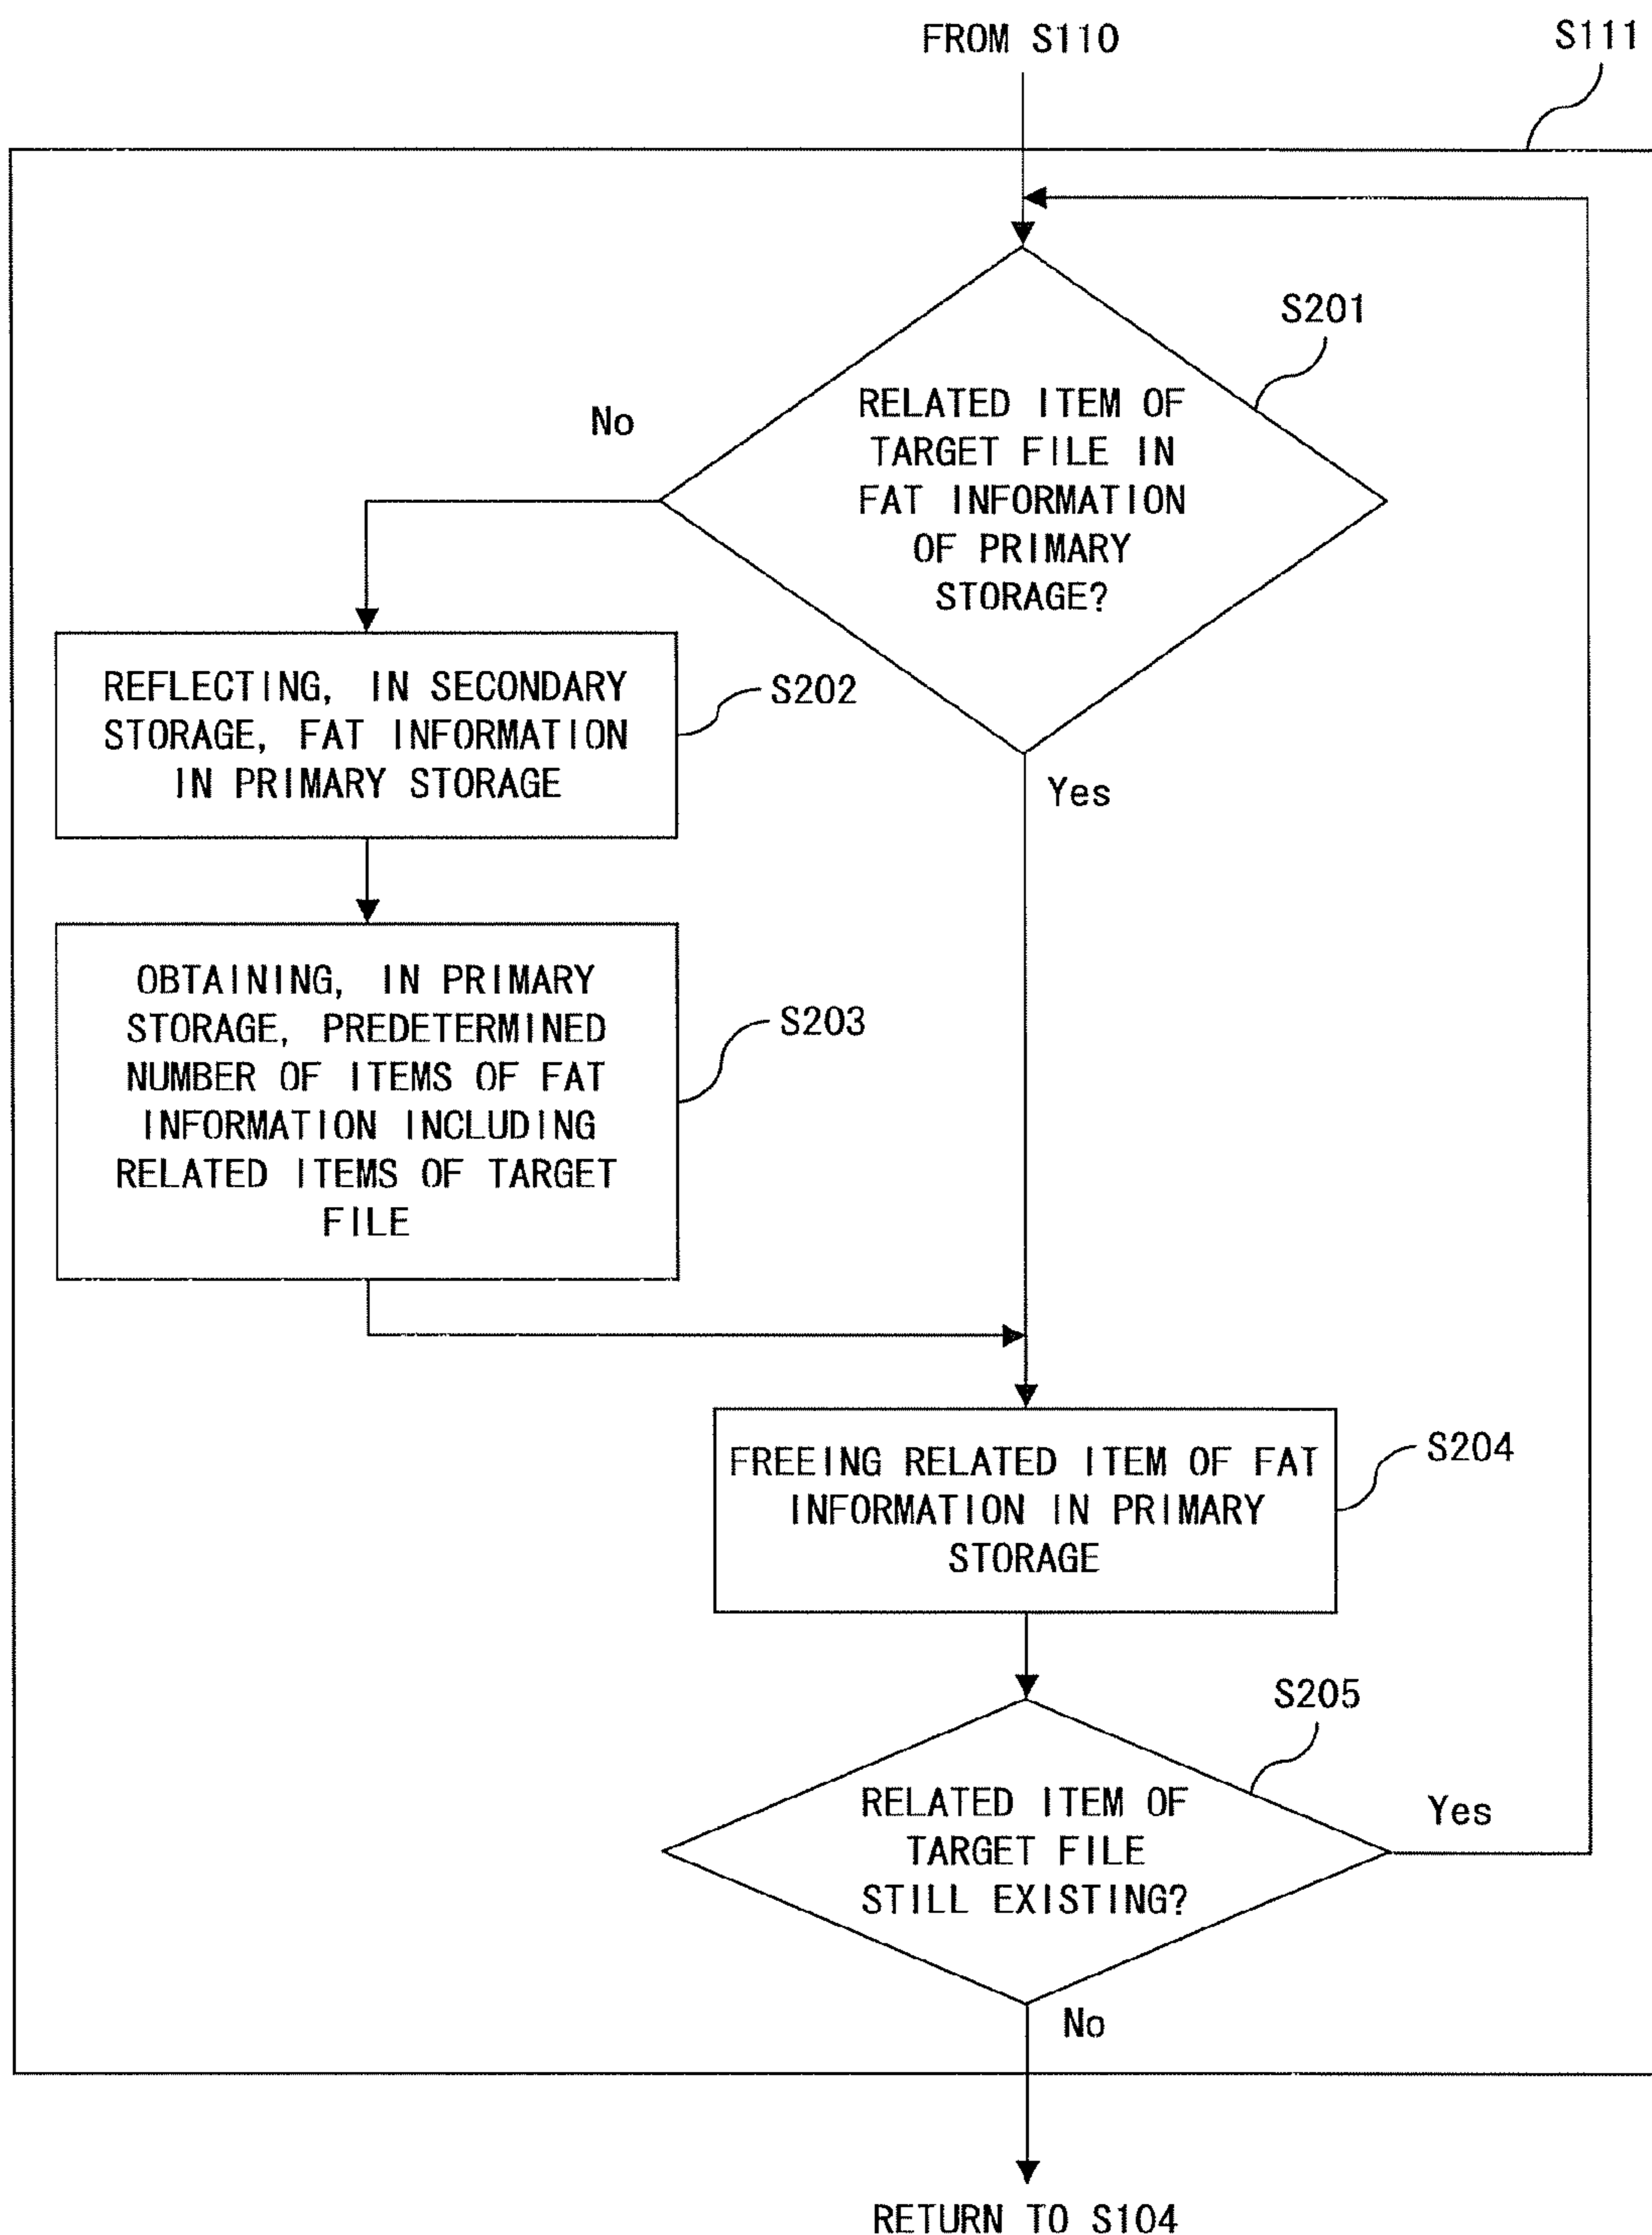 FROM S110
S111
S201
RELATED ITEM OF
TARGET FILE IN
FAT INFORMATION
OF PRIMARY
STORAGE?
No
Yes
REFLECTING, IN SECONDARY
STORAGE, FAT INFORMATION
IN PRIMARY STORAGE
S202
OBTAINING, IN PRIMARY
STORAGE, PREDETERMINED
NUMBER OF ITEMS OF FAT
INFORMATION INCLUDING
RELATED ITEMS OF TARGET
FILE
S203
FREEING RELATED ITEM OF FAT
INFORMATION IN PRIMARY
STORAGE
S204
S205
RELATED ITEM OF
TARGET FILE
STILL EXISTING?
Yes
No
RETURN TO S104